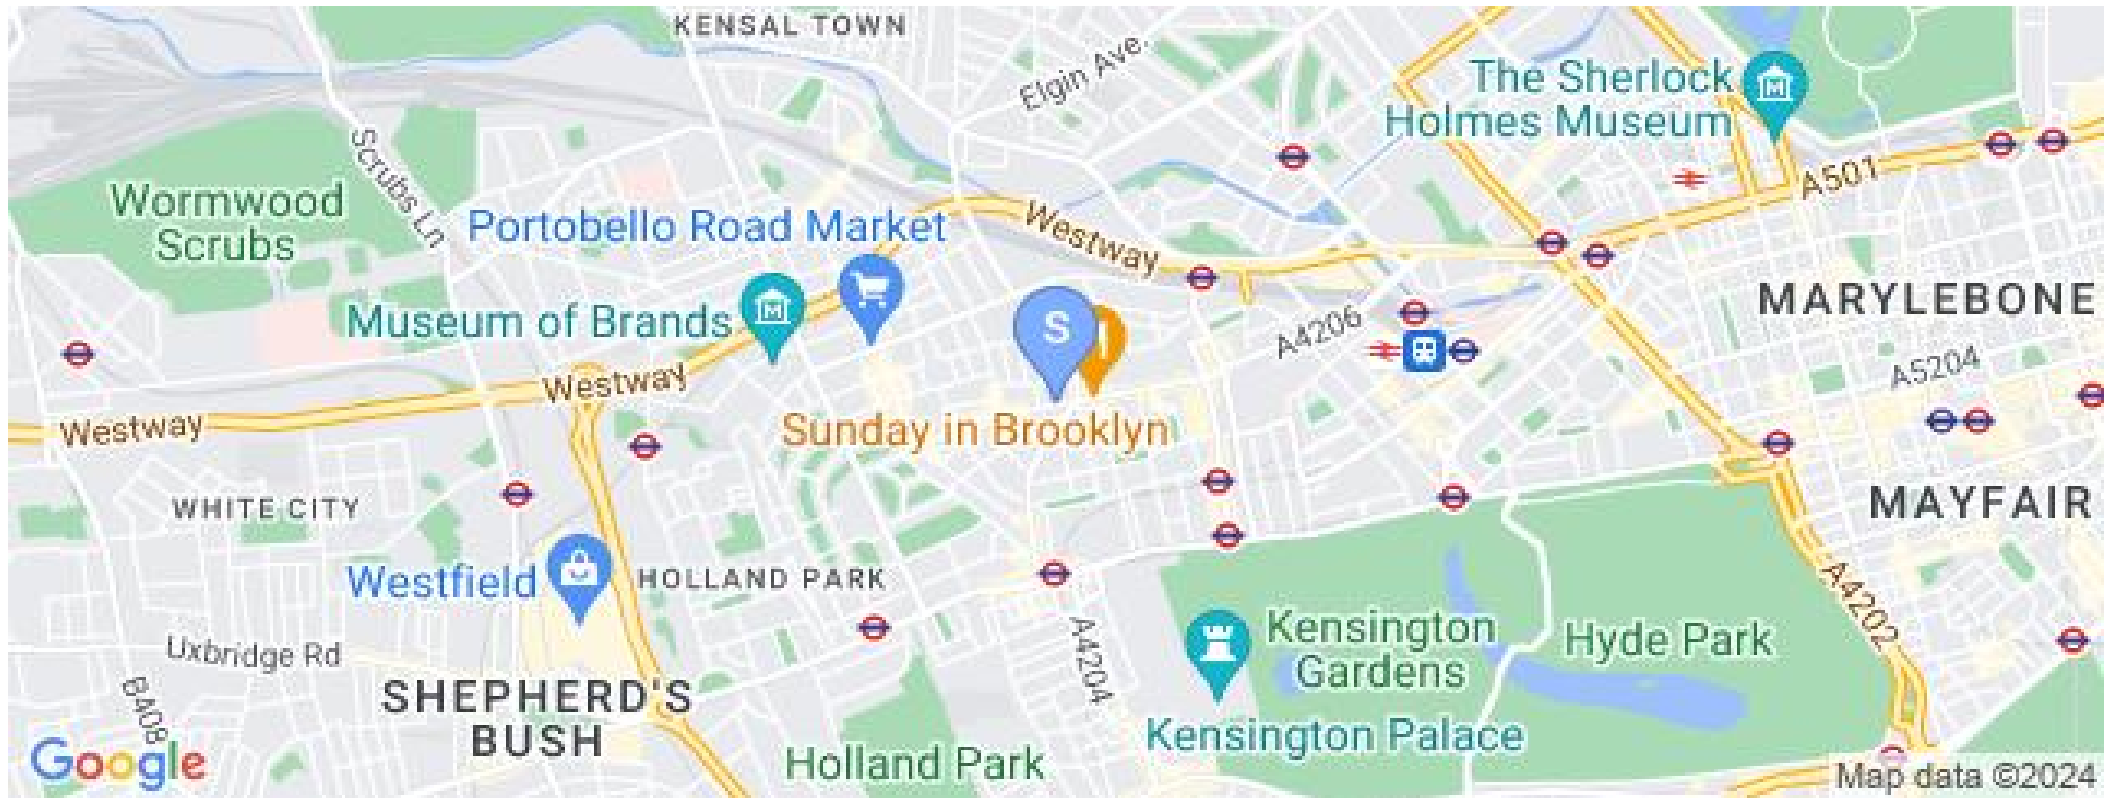 KENSAL TOWN
Elgin Ave.
The Sherlock
Holmes Museum
Scrubs Ln
A501
Wormwood
Scrubs
Portobello Road Market
Westway
Museum of Brands
S
A4206
MARYLEBONE
A5204
Westway
Westway
Sunday in Brooklyn
WHITE CITY
MAYFAIR
Westfield
HOLLAND PARK
A4202
Kensington
Gardens
Hyde Park
Uxbridge Rd
A4204
SHEPHERD'S
BUSH
B408
Kensington Palace
Google
Holland Park
Map data ©2024